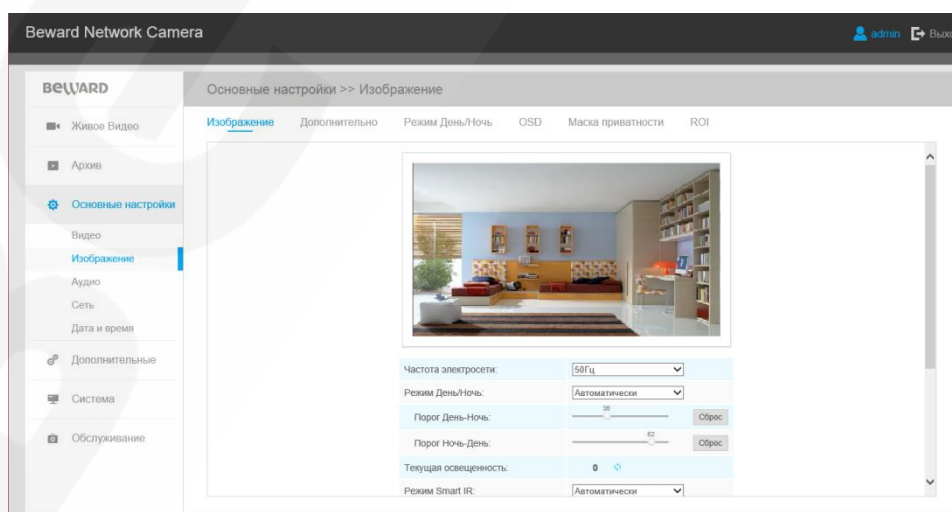 Beward Network Camera
admin Вых
BEWARD
Основные настройки >> Изображение
Живое Видео
Архив
Основные настройки
Видео
Изображение
Аудио
Сеть
Дата и время
Дополнительные
Система
Обслуживание
Изображение Дополнительно Режим День/Ночь OSD Маска приватности ROI
Частота электросети: 50Гц
Режим День/Ночь: Автоматически
Порог День-Ночь: 36 Сброс
Порог Ночь-День: 82 Сброс
Текущая освещенность: 0
Режим Smart IR: Автоматически